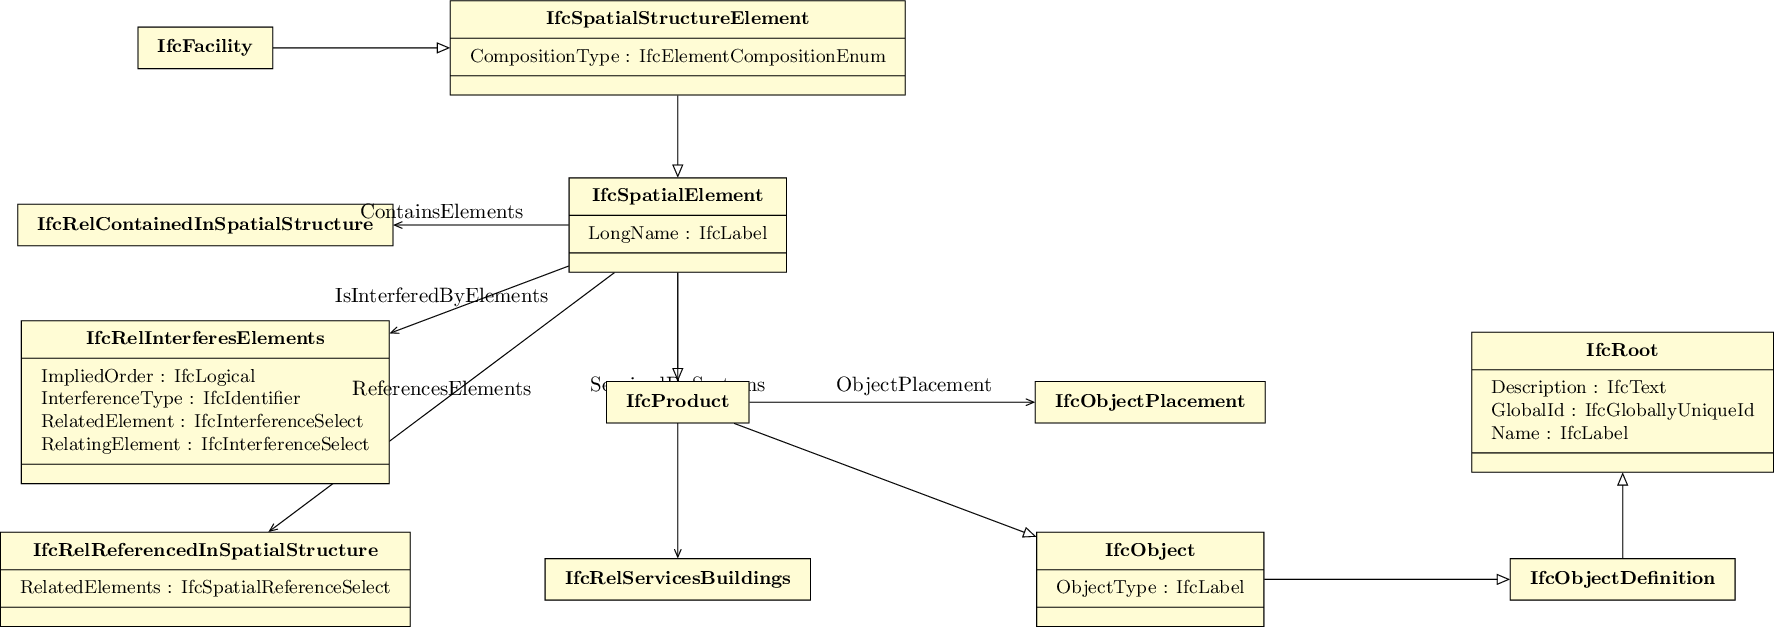 IfcSpatialStructureElement
CompositionType : IfcElementCompositionEnum
IfcFacility
IfcSpatialElement
LongName : IfcLabel
ContainsElements
IfcRelContainedInSpatialStructure
IsInterferedByElements
IfcRelInterferesElements
ImpliedOrder : IfcLogical
InterferenceType : IfcIdentifier
RelatedElement : IfcInterferenceSelect
RelatingElement : IfcInterferenceSelect
ReferencesElements
IfcProduct
ObjectPlacement
IfcObjectPlacement
IfcRoot
Description : IfcText
GlobalId : IfcGloballyUniqueId
Name : IfcLabel
IfcRelReferencedInSpatialStructure
RelatedElements : IfcSpatialReferenceSelect
IfcRelServicesBuildings
IfcObject
ObjectType : IfcLabel
IfcObjectDefinition